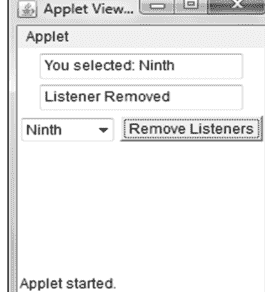 Applet View...
Applet
You selected: Ninth
Listener Removed
Ninth Remove Listeners
Applet started.